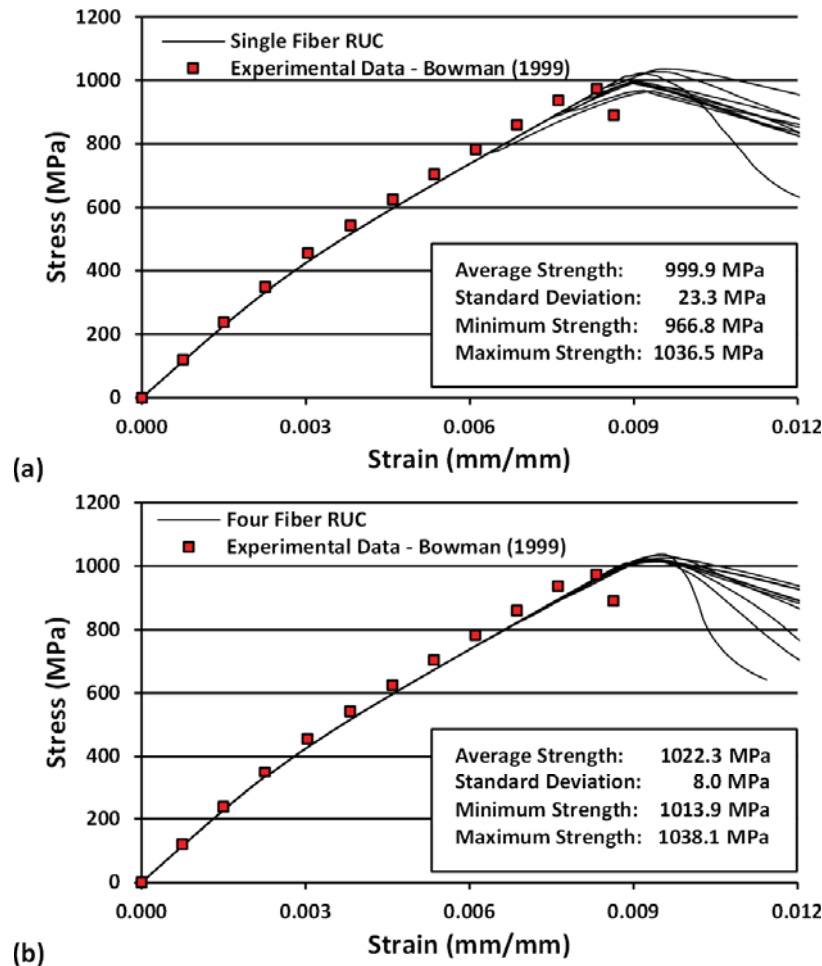 1200
1000
800
600
400
200
0
Stress (MPa)
Single Fiber RUC
Experimental Data - Bowman (1999)
Average Strength: 999.9 MPa
Standard Deviation: 23.3 MPa
Minimum Strength: 966.8 MPa
Maximum Strength: 1036.5 MPa
0.000 0.003 0.006 0.009 0.012
Strain (mm/mm)
(a)
1200
1000
800
600
400
200
0
Stress (MPa)
Four Fiber RUC
Experimental Data - Bowman (1999)
Average Strength: 1022.3 MPa
Standard Deviation: 8.0 MPa
Minimum Strength: 1013.9 MPa
Maximum Strength: 1038.1 MPa
0.000 0.003 0.006 0.009 0.012
Strain (mm/mm)
(b)